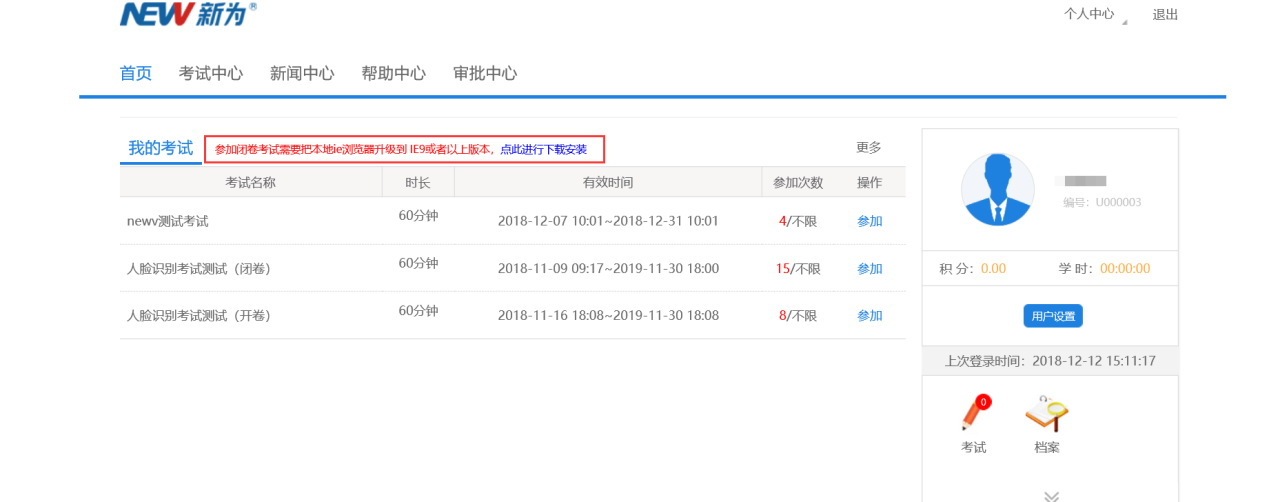 NEW 新为®
个人中心 退出
首页 考试中心 新闻中心 帮助中心 审批中心
我的考试 参加闭卷考试需要把本地ie浏览器升级到 IE9或者以上版本，点此进行下载安装 更多
考试名称 时长 有效时间 参加次数 操作
newv测试考试 60分钟 2018-12-07 10:01~2018-12-31 10:01 4/不限 参加
人脸识别考试测试（闭卷） 60分钟 2018-11-09 09:17~2019-11-30 18:00 15/不限 参加
人脸识别考试测试（开卷） 60分钟 2018-11-16 18:08~2019-11-30 18:08 8/不限 参加
编号：U000003
积 分：0.00 学 时：00:00:00
用户设置
上次登录时间：2018-12-12 15:11:17
0
考试 档案